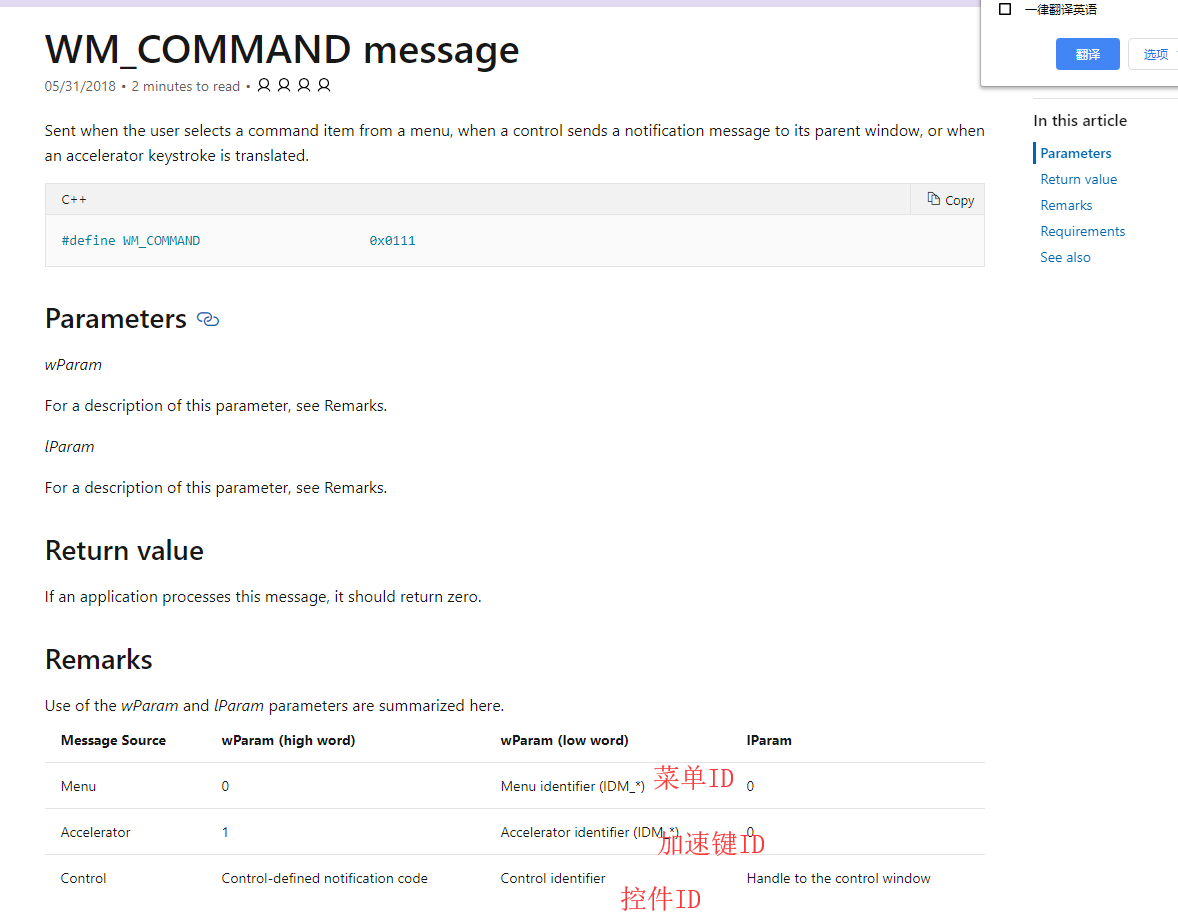 一律翻译英语
翻译
选项
WM_COMMAND message
05/31/2018 • 2 minutes to read •
Sent when the user selects a command item from a menu, when a control sends a notification message to its parent window, or when
an accelerator keystroke is translated.
C++
Copy
#define WM_COMMAND 0x0111
In this article
Parameters
Return value
Remarks
Requirements
See also
Parameters
wParam
For a description of this parameter, see Remarks.
lParam
For a description of this parameter, see Remarks.
Return value
If an application processes this message, it should return zero.
Remarks
Use of the wParam and lParam parameters are summarized here.
Message Source wParam (high word) wParam (low word) lParam
Menu 0 Menu identifier (IDM_*) 菜单ID 0
Accelerator 1 Accelerator identifier (IDM_*) 0
加速键ID
Control Control-defined notification code Control identifier Handle to the control window
控件ID